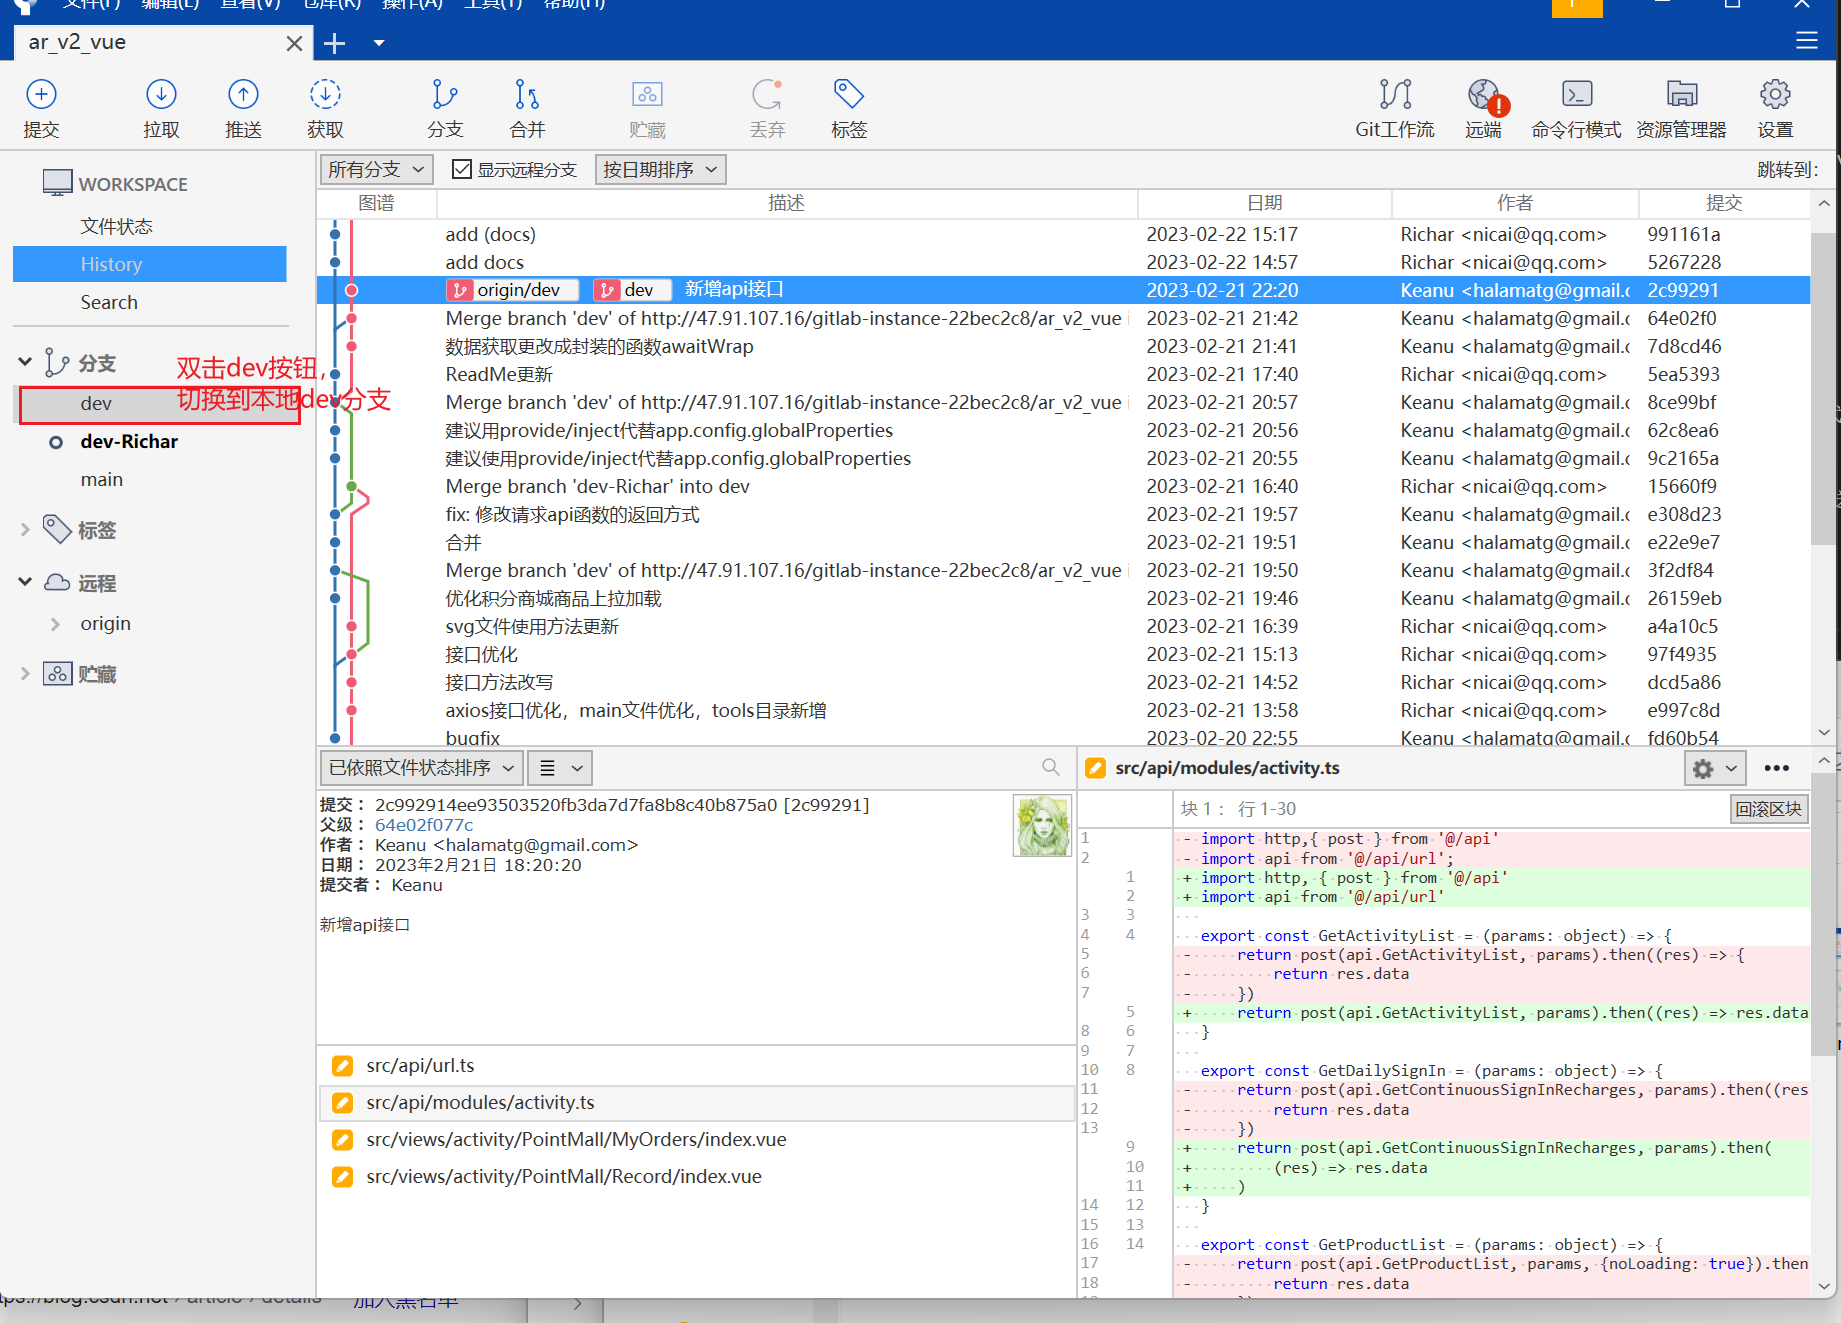 文件(F) 编辑(E) 查看(V) 仓库(R) 操作(A) 工具(T) 帮助(H)
ar_v2_vue
提交 拉取 推送 获取 分支 合并 贮藏 丢弃 标签 Git工作流 远端 命令行模式 资源管理器 设置
WORKSPACE
文件状态
History
Search
分支
双击dev按钮，
切换到本地dev分支
dev
dev-Richar
main
标签
远程
origin
贮藏
所有分支 显示远程分支 按日期排序 跳转到：
图谱 描述 日期 作者 提交
add (docs) 2023-02-22 15:17 Richar <nicai@qq.com> 991161a
add docs 2023-02-22 14:57 Richar <nicai@qq.com> 5267228
origin/dev dev 新增api接口 2023-02-21 22:20 Keanu <halamatg@gmail.c 2c99291
Merge branch 'dev' of http://47.91.107.16/gitlab-instance-22bec2c8/ar_v2_vue i 2023-02-21 21:42 Keanu <halamatg@gmail.c 64e02f0
数据获取更改成封装的函数awaitWrap 2023-02-21 21:41 Keanu <halamatg@gmail.c 7d8cd46
ReadMe更新 2023-02-21 17:40 Richar <nicai@qq.com> 5ea5393
Merge branch 'dev' of http://47.91.107.16/gitlab-instance-22bec2c8/ar_v2_vue i 2023-02-21 20:57 Keanu <halamatg@gmail.c 8ce99bf
建议用provide/inject代替app.config.globalProperties 2023-02-21 20:56 Keanu <halamatg@gmail.c 62c8ea6
建议使用provide/inject代替app.config.globalProperties 2023-02-21 20:55 Keanu <halamatg@gmail.c 9c2165a
Merge branch 'dev-Richar' into dev 2023-02-21 16:40 Richar <nicai@qq.com> 15660f9
fix: 修改请求api函数的返回方式 2023-02-21 19:57 Keanu <halamatg@gmail.c e308d23
合并 2023-02-21 19:51 Keanu <halamatg@gmail.c e22e9e7
Merge branch 'dev' of http://47.91.107.16/gitlab-instance-22bec2c8/ar_v2_vue i 2023-02-21 19:50 Keanu <halamatg@gmail.c 3f2df84
优化积分商城商品上拉加载 2023-02-21 19:46 Keanu <halamatg@gmail.c 26159eb
svg文件使用方法更新 2023-02-21 16:39 Richar <nicai@qq.com> a4a10c5
接口优化 2023-02-21 15:13 Richar <nicai@qq.com> 97f4935
接口方法改写 2023-02-21 14:52 Richar <nicai@qq.com> dcd5a86
axios接口优化，main文件优化，tools目录新增 2023-02-21 13:58 Richar <nicai@qq.com> e997c8d
bugfix 2023-02-20 22:55 Keanu <halamatg@gmail.c fd60b54
已依照文件状态排序
提交： 2c992914ee93503520fb3da7d7fa8b8c40b875a0 [2c99291]
父级： 64e02f077c
作者： Keanu <halamatg@gmail.com>
日期： 2023年2月21日 18:20:20
提交者： Keanu
新增api接口
src/api/url.ts
src/api/modules/activity.ts
src/views/activity/PointMall/MyOrders/index.vue
src/views/activity/PointMall/Record/index.vue
src/api/modules/activity.ts
块 1： 行 1-30 回滚区块
1 - import http,{ post } from '@/api'
2 - import api from '@/api/url';
1 + import http, { post } from '@/api'
2 + import api from '@/api/url'
3 3
4 4 export const GetActivityList = (params: object) => {
5 - return post(api.GetActivityList, params).then((res) => {
6 - return res.data
7 - })
5 + return post(api.GetActivityList, params).then((res) => res.data
8 6 }
9 7
10 8 export const GetDailySignIn = (params: object) => {
11 - return post(api.GetContinuousSignInRecharges, params).then((res
12 - return res.data
13 - })
9 + return post(api.GetContinuousSignInRecharges, params).then(
10 + (res) => res.data
11 + )
14 12 }
15 13
16 14 export const GetProductList = (params: object) => {
17 - return post(api.GetProductList, params, {noLoading: true}).then
18 - return res.data
加入黑名单